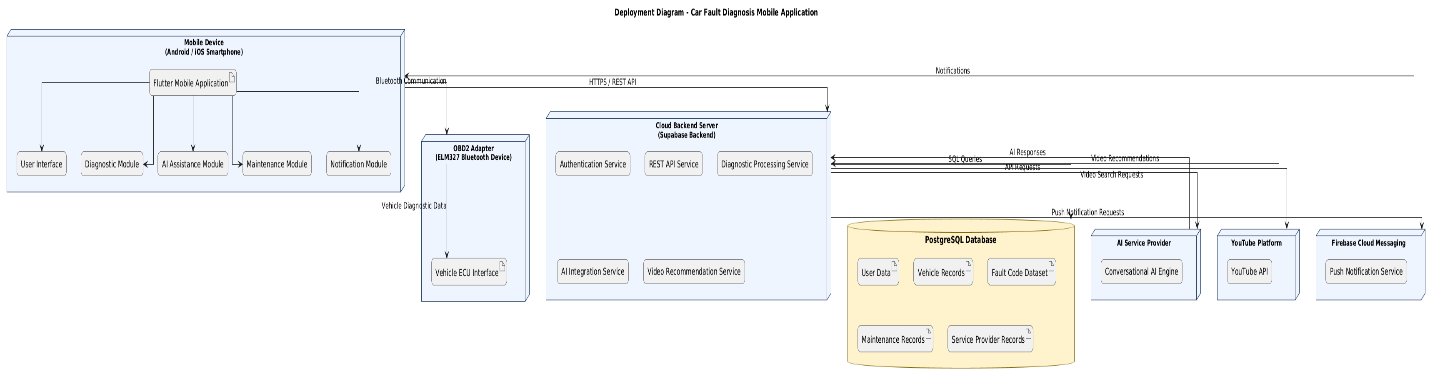 Deployment Diagram - Car Fault Diagnosis Mobile Application
Mobile Device
(Android / iOS Smartphone)
Flutter Mobile Application
User Interface
Diagnostic Module
AI Assistance Module
Maintenance Module
Notification Module
Bluetooth Communication
HTTPS / REST API
Notifications
OBD2 Adapter
(ELM327 Bluetooth Device)
Vehicle Diagnostic Data
Vehicle ECU Interface
Cloud Backend Server
(Supabase Backend)
Authentication Service
REST API Service
Diagnostic Processing Service
AI Integration Service
Video Recommendation Service
AI Responses
SQL Queries
Video Recommendations
API Requests
Video Search Requests
Push Notification Requests
PostgreSQL Database
User Data
Vehicle Records
Fault Code Dataset
Maintenance Records
Service Provider Records
AI Service Provider
Conversational AI Engine
YouTube Platform
YouTube API
Firebase Cloud Messaging
Push Notification Service